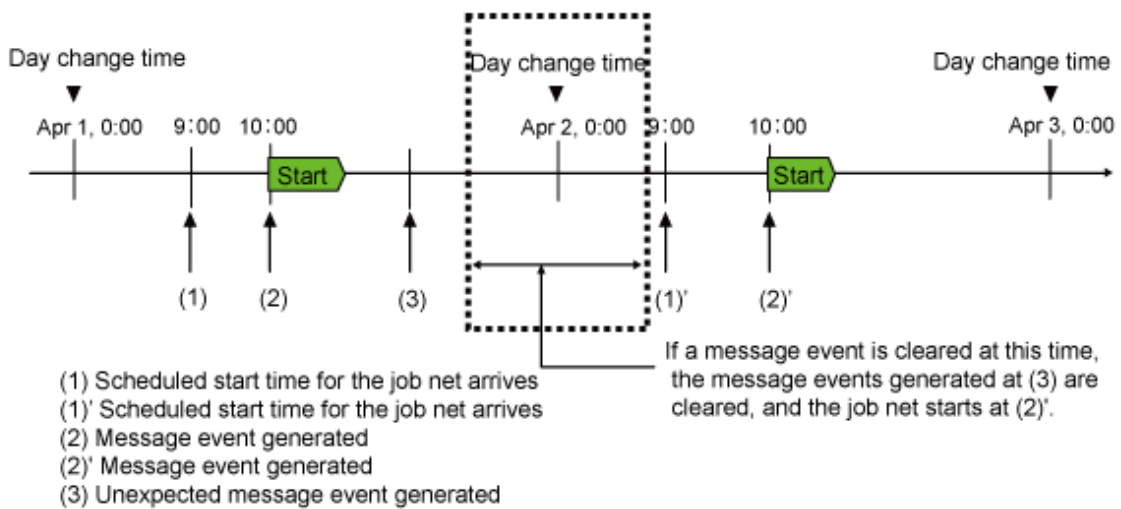 Day change time
Day change time
Day change time
Apr 1, 0:00
9:00
10:00
Apr 2, 0:00
9:00
10:00
Apr 3, 0:00
Start
Start
(1)
(2)
(3)
(1)'
(2)'
If a message event is cleared at this time,
the message events generated at (3) are
cleared, and the job net starts at (2)'.
(1) Scheduled start time for the job net arrives
(1)' Scheduled start time for the job net arrives
(2) Message event generated
(2)' Message event generated
(3) Unexpected message event generated